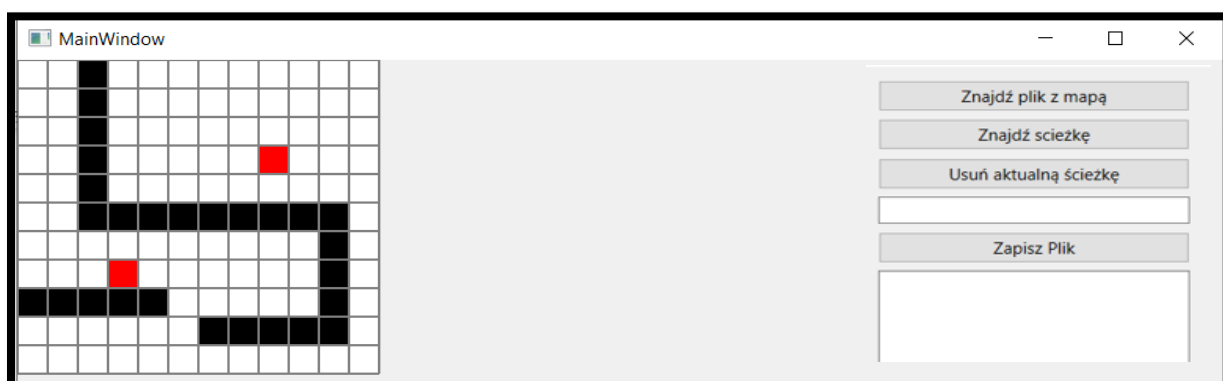 MainWindow
Znajdź plik z mapą
Znajdź scieżkę
Usuń aktualną ścieżkę
Zapisz Plik